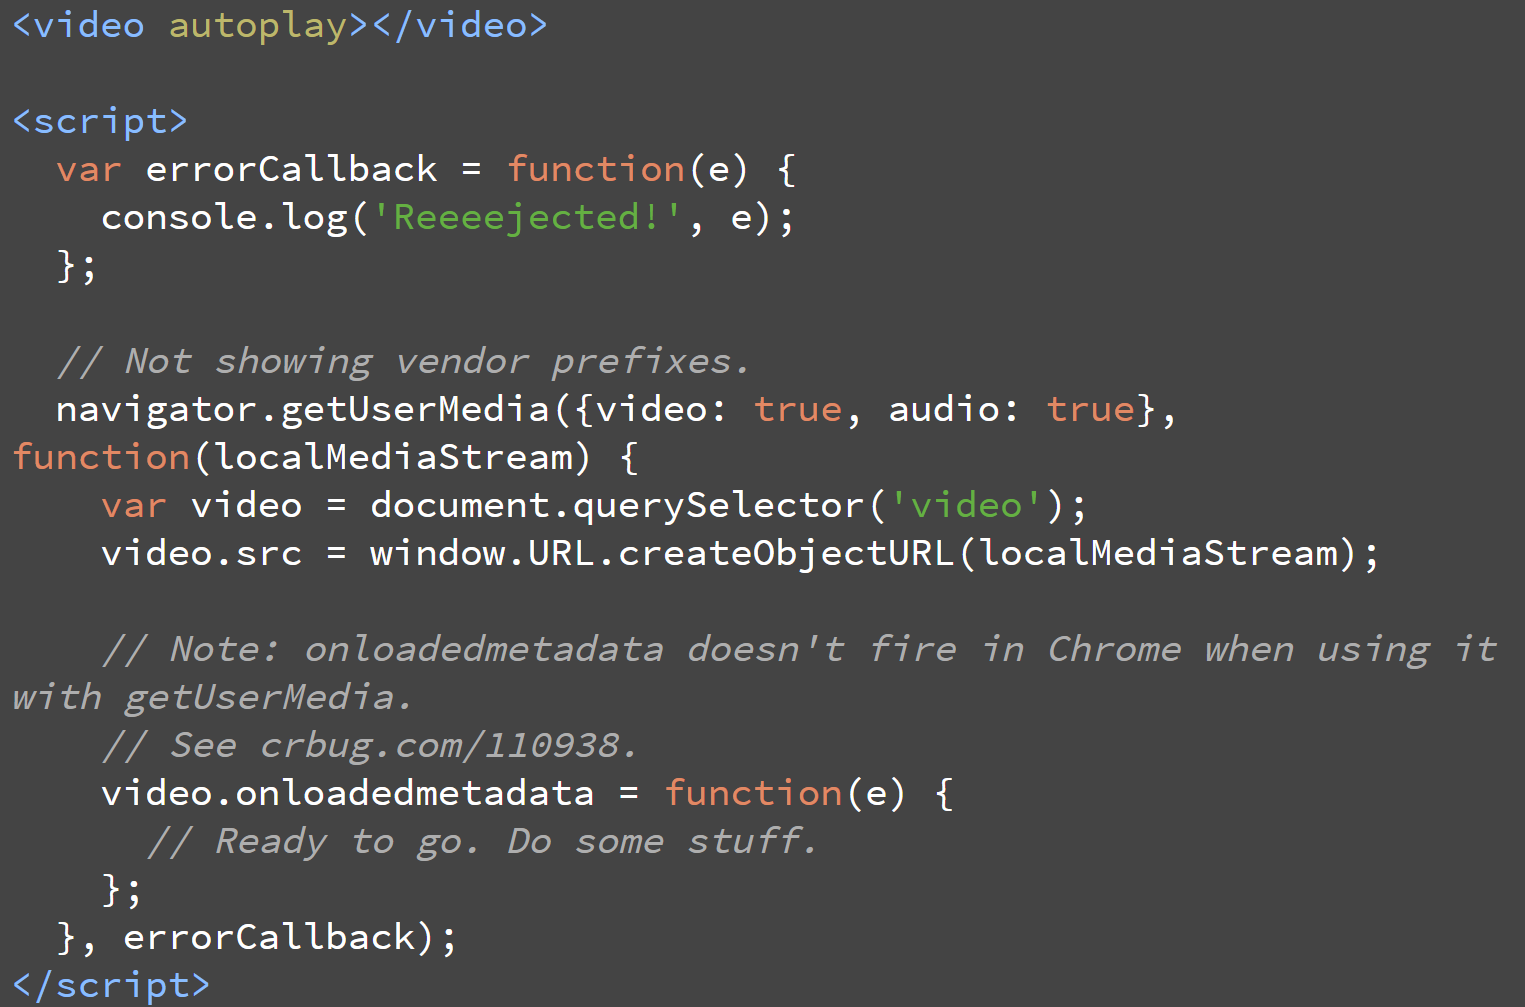 <video autoplay></video>

<script>
  var errorCallback = function(e) {
    console.log('Reeeejected!', e);
  };

  // Not showing vendor prefixes.
  navigator.getUserMedia({video: true, audio: true},
function(localMediaStream) {
    var video = document.querySelector('video');
    video.src = window.URL.createObjectURL(localMediaStream);

    // Note: onloadedmetadata doesn't fire in Chrome when using it
with getUserMedia.
    // See crbug.com/110938.
    video.onloadedmetadata = function(e) {
      // Ready to go. Do some stuff.
    };
  }, errorCallback);
</script>